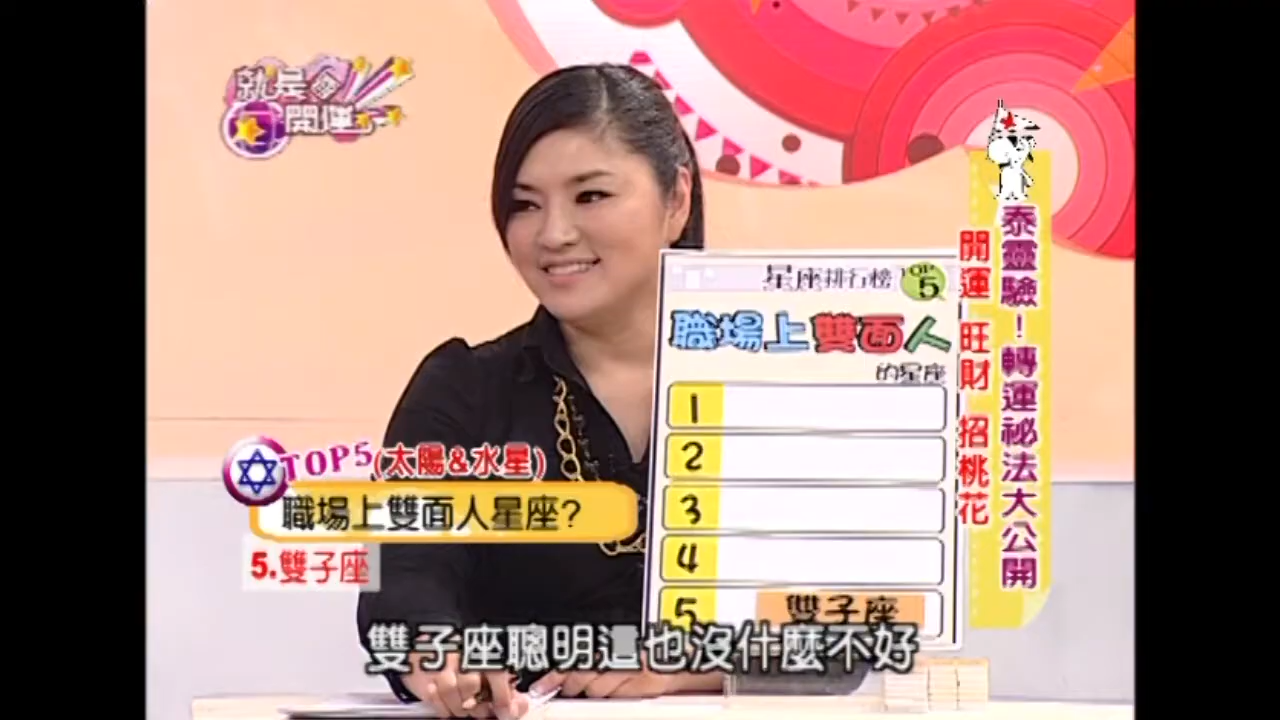 就是
開運
泰靈驗！轉運祕法大公開
開運 旺財 招桃花
星座排行榜 TOP 5
職場上雙面人
的星座
1
2
3
4
5 雙子座
TOP5(太陽&水星)
職場上雙面人星座?
5.雙子座
雙子座聰明這也沒什麼不好